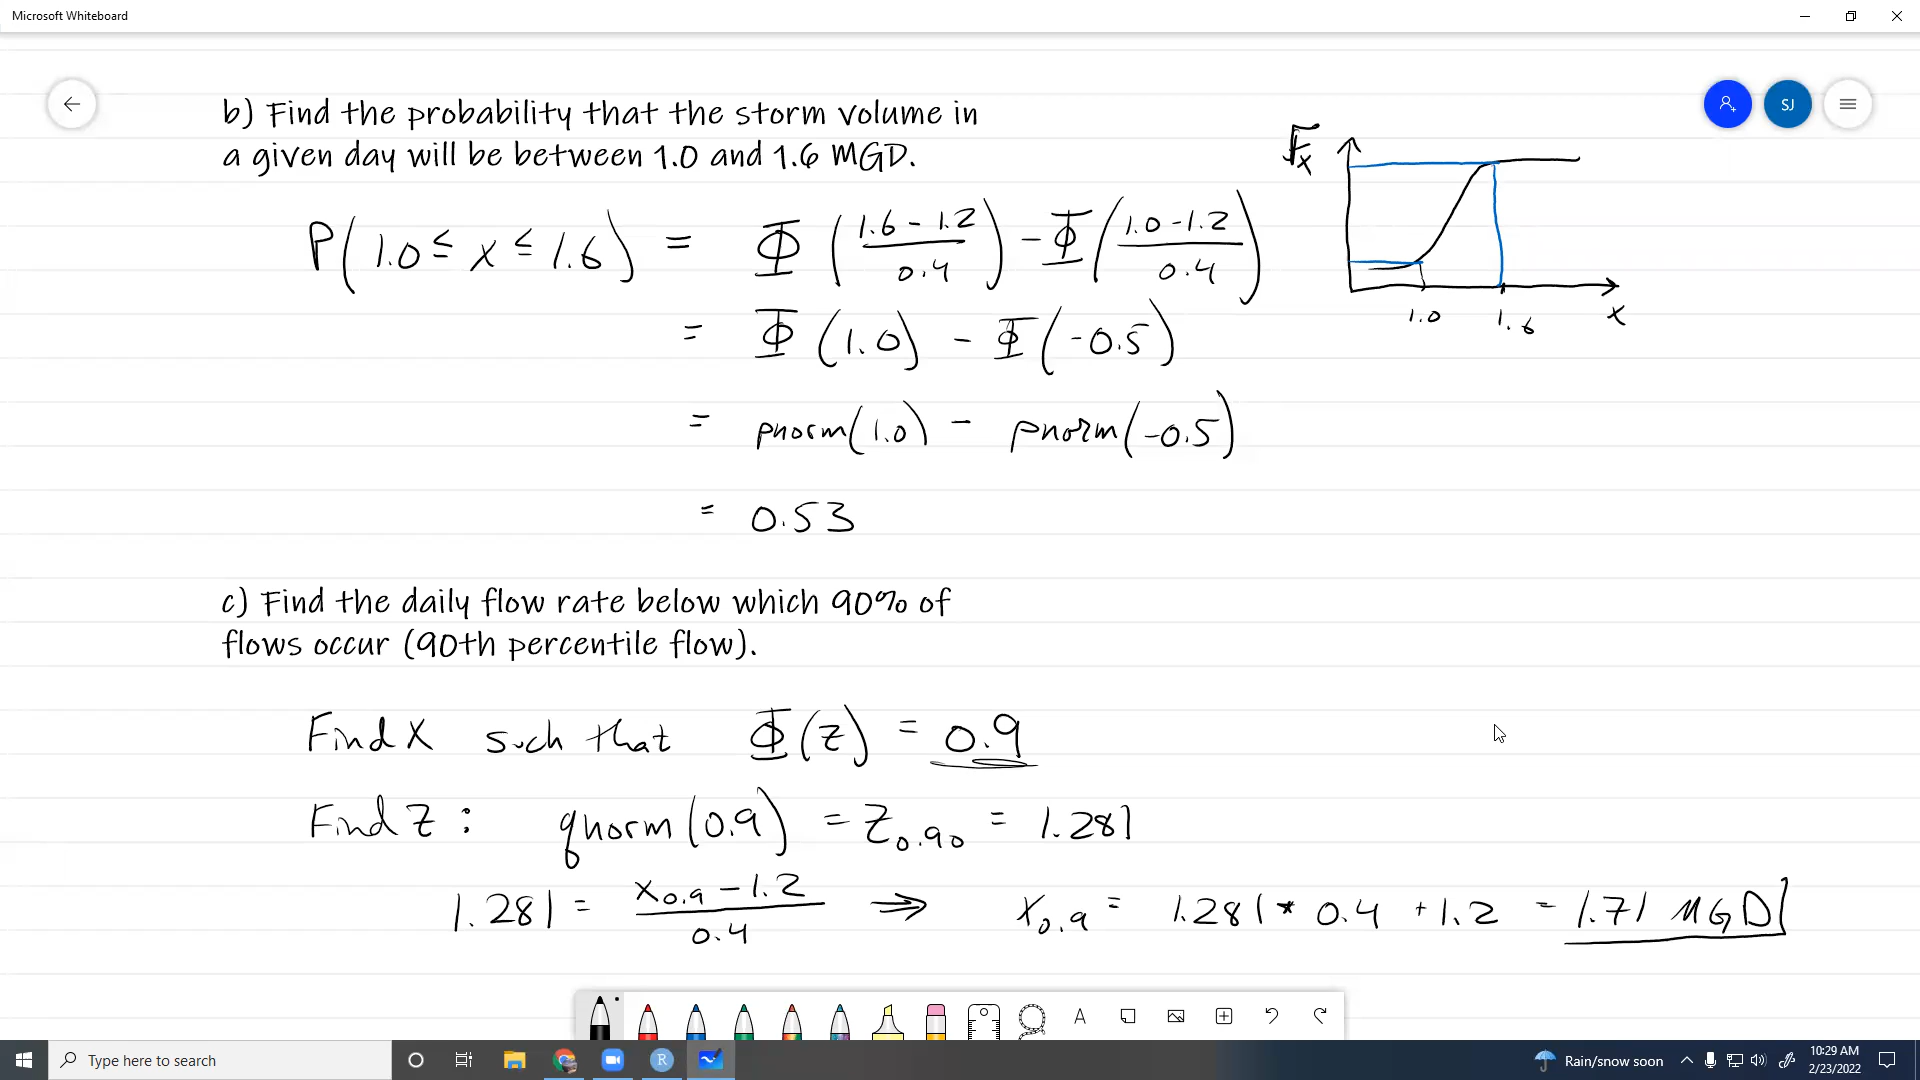 Microsoft Whiteboard
SJ
b) Find the probability that the storm volume in
a given day will be between 1.0 and 1.6 MGD.
P(1.0 ≤ x ≤ 1.6) = Φ((1.6 - 1.2)/0.4) - Φ((1.0 - 1.2)/0.4)
= Φ(1.0) - Φ(-0.5)
= pnorm(1.0) - pnorm(-0.5)
= 0.53
F_x
1.0 1.6 x
c) Find the daily flow rate below which 90% of
flows occur (90th percentile flow).
Find X such that Φ(z) = 0.9
Find Z : qnorm(0.9) = Z_0.90 = 1.281
1.281 = (x_0.9 - 1.2)/0.4 ⇒ x_0.9 = 1.281 * 0.4 + 1.2 = 1.71 MGD
A
Type here to search
R
Rain/snow soon
10:29 AM
2/23/2022